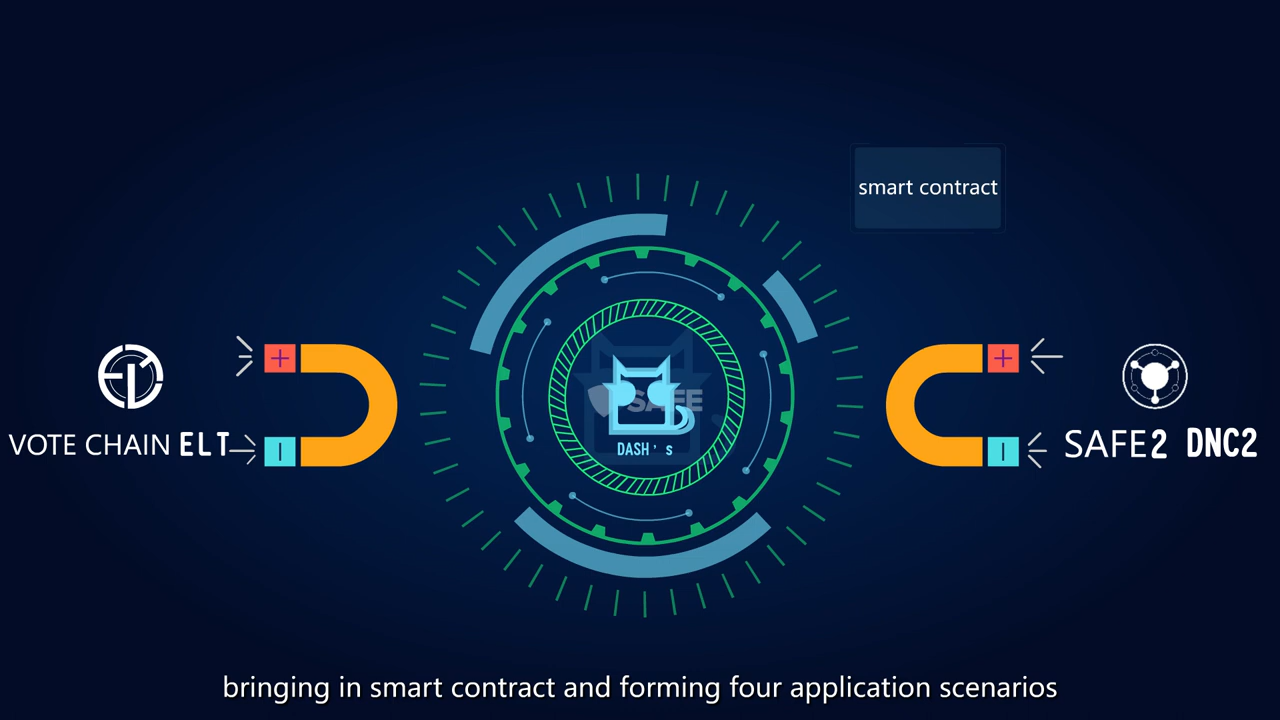 smart contract
SAFE
DASH's
VOTE CHAIN ELT
SAFE2 DNC2
bringing in smart contract and forming four application scenarios